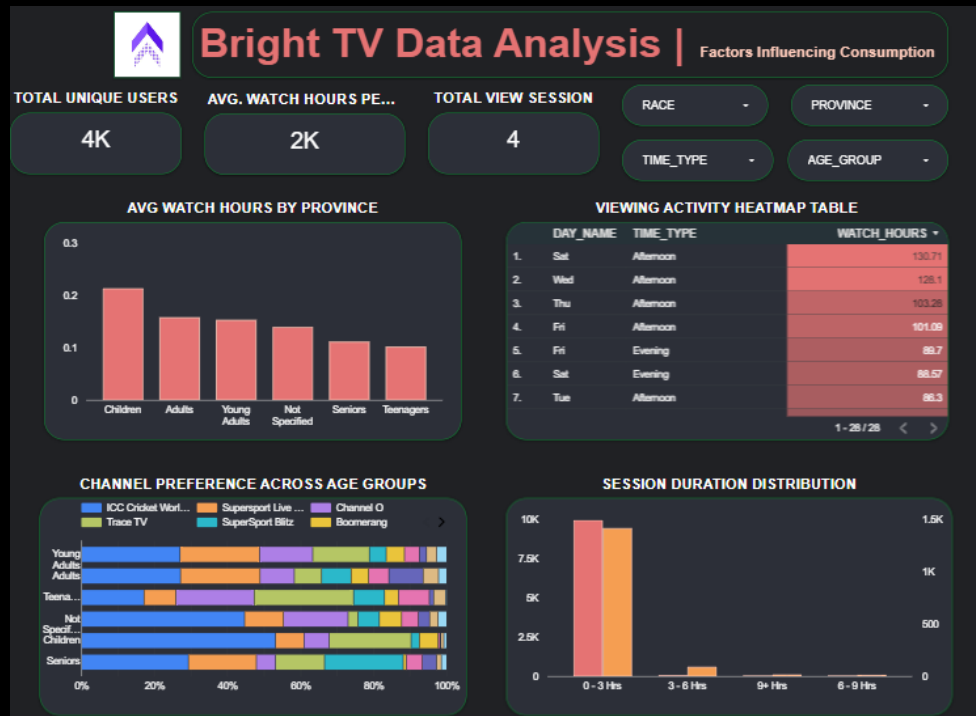 Bright TV Data Analysis | Factors Influencing Consumption
TOTAL UNIQUE USERS
4K
AVG. WATCH HOURS PE...
2K
TOTAL VIEW SESSION
4
RACE
PROVINCE
TIME_TYPE
AGE_GROUP
AVG WATCH HOURS BY PROVINCE
0.3
0.2
0.1
0
Children
Adults
Young
Adults
Not
Specified
Seniors
Teenagers
VIEWING ACTIVITY HEATMAP TABLE
DAY_NAME TIME_TYPE WATCH_HOURS
1. Sat Afternoon 130.71
2. Wed Afternoon 126.1
3. Thu Afternoon 103.28
4. Fri Afternoon 101.09
5. Fri Evening 89.7
6. Sat Evening 88.57
7. Tue Afternoon 86.3
1 - 28 / 28
CHANNEL PREFERENCE ACROSS AGE GROUPS
ICC Cricket Worl... Supersport Live ... Channel O
Trace TV SuperSport Blitz Boomerang
Young
Adults
Adults
Teena...
Not
Specif...
Children
Seniors
0% 20% 40% 60% 80% 100%
SESSION DURATION DISTRIBUTION
10K
7.5K
5K
2.5K
0
1.5K
1K
500
0
0 - 3 Hrs 3 - 6 Hrs 9+ Hrs 6 - 9 Hrs